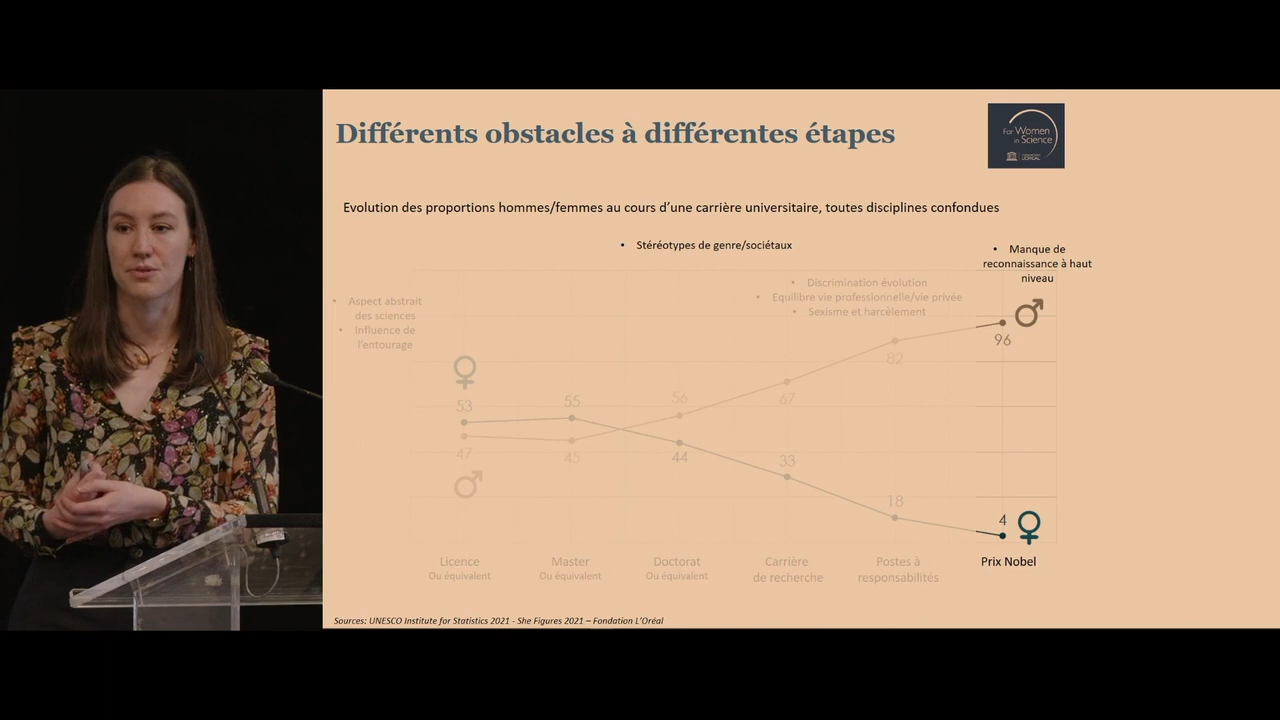 Différents obstacles à différentes étapes
For Women
in Science
unesco
L'ORÉAL
Evolution des proportions hommes/femmes au cours d'une carrière universitaire, toutes disciplines confondues
• Stéréotypes de genre/sociétaux
• Manque de
reconnaissance à haut
niveau
• Discrimination évolution
• Equilibre vie professionnelle/vie privée
• Sexisme et harcèlement
• Aspect abstrait
des sciences
• Influence de
l'entourage
53 55 56 67 82 96
47 45 44 33 18 4
Licence Master Doctorat Carrière Postes à Prix Nobel
Ou équivalent Ou équivalent Ou équivalent de recherche responsabilités
Sources: UNESCO Institute for Statistics 2021 - She Figures 2021 – Fondation L'Oréal